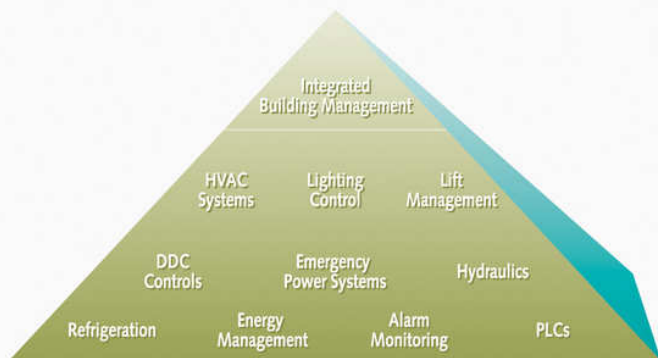 Integrated
Building Management
HVAC
Systems
Lighting
Control
Lift
Management
DDC
Controls
Emergency
Power Systems
Hydraulics
Refrigeration
Energy
Management
Alarm
Monitoring
PLCs